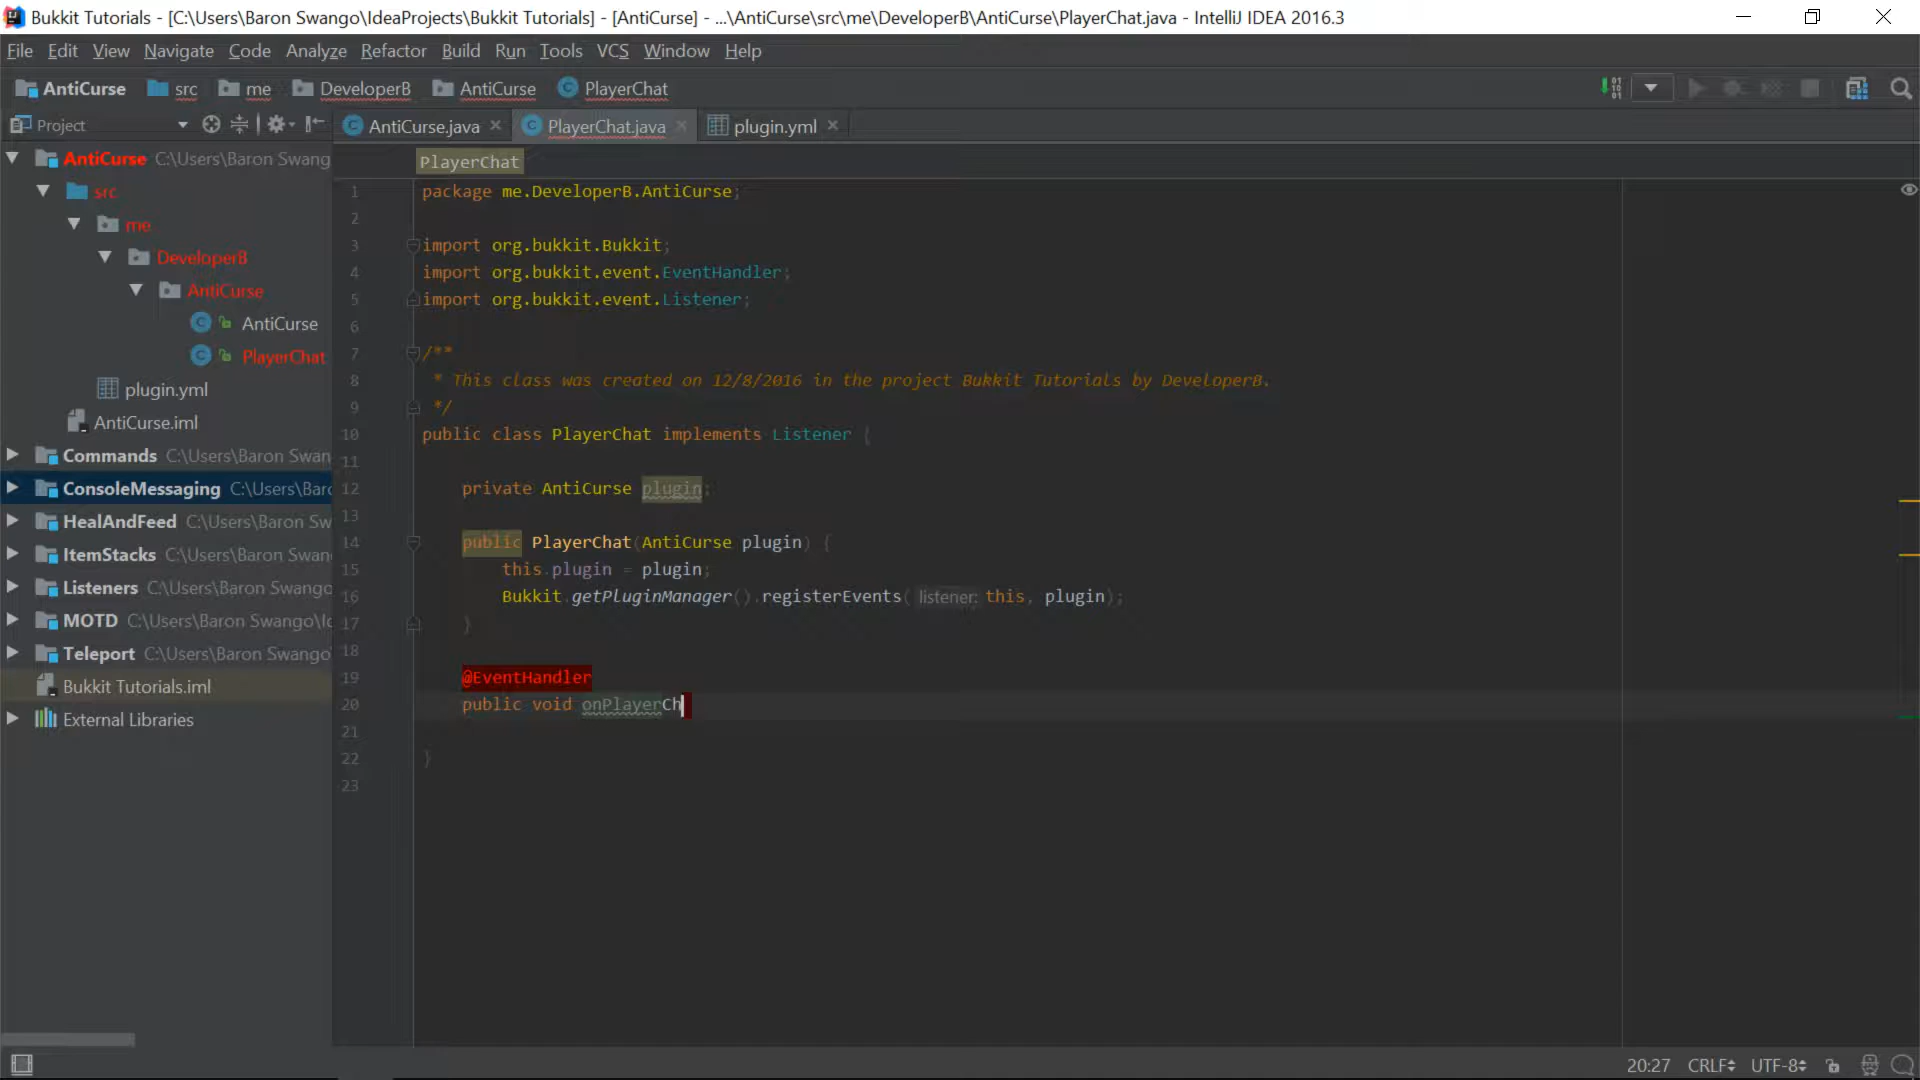 Bukkit Tutorials - [C:\Users\Baron Swango\IdeaProjects\Bukkit Tutorials] - [AntiCurse] - ...\AntiCurse\src\me\DeveloperB\AntiCurse\PlayerChat.java - IntelliJ IDEA 2016.3
File Edit View Navigate Code Analyze Refactor Build Run Tools VCS Window Help
AntiCurse src me DeveloperB AntiCurse PlayerChat
Project
AntiCurse.java PlayerChat.java plugin.yml
AntiCurse C:\Users\Baron Swang
src
me
DeveloperB
AntiCurse
AntiCurse
PlayerChat
plugin.yml
AntiCurse.iml
Commands C:\Users\Baron Swan
ConsoleMessaging C:\Users\Baro
HealAndFeed C:\Users\Baron Sw
ItemStacks C:\Users\Baron Swan
Listeners C:\Users\Baron Swango
MOTD C:\Users\Baron Swango\Id
Teleport C:\Users\Baron Swango
Bukkit Tutorials.iml
External Libraries
PlayerChat
1 package me.DeveloperB.AntiCurse;
2
3 import org.bukkit.Bukkit;
4 import org.bukkit.event.EventHandler;
5 import org.bukkit.event.Listener;
6
7 /**
8 * This class was created on 12/8/2016 in the project Bukkit Tutorials by DeveloperB.
9 */
10 public class PlayerChat implements Listener {
11
12 private AntiCurse plugin;
13
14 public PlayerChat(AntiCurse plugin) {
15 this.plugin = plugin;
16 Bukkit.getPluginManager().registerEvents( listener: this, plugin);
17 }
18
19 @EventHandler
20 public void onPlayerCh
21
22 }
23
20:27 CRLF UTF-8